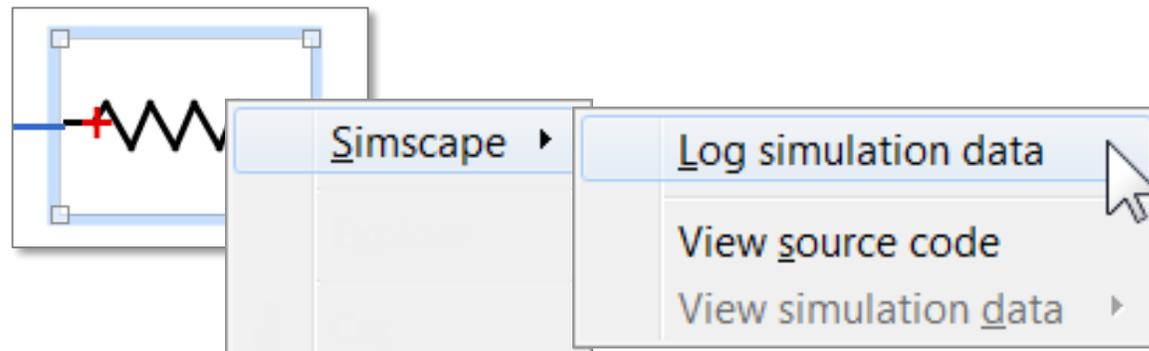 Simscape
Log simulation data
View source code
View simulation data